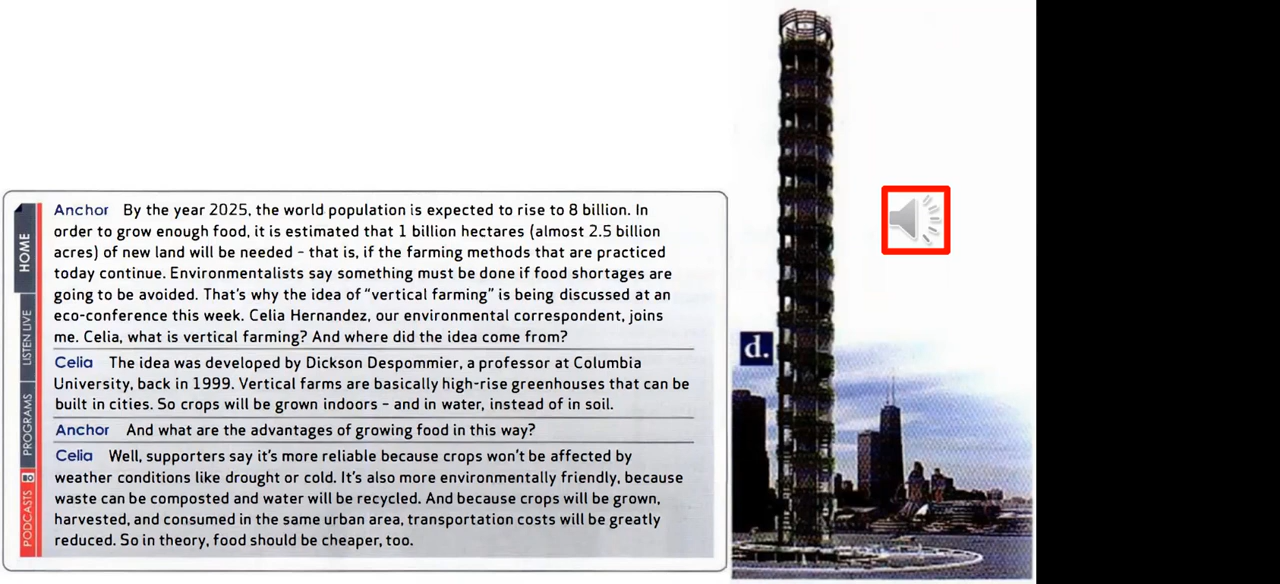 Anchor By the year 2025, the world population is expected to rise to 8 billion. In
order to grow enough food, it is estimated that 1 billion hectares (almost 2.5 billion
acres) of new land will be needed – that is, if the farming methods that are practiced
today continue. Environmentalists say something must be done if food shortages are
going to be avoided. That's why the idea of "vertical farming" is being discussed at an
eco-conference this week. Celia Hernandez, our environmental correspondent, joins
me. Celia, what is vertical farming? And where did the idea come from?
Celia The idea was developed by Dickson Despommier, a professor at Columbia
University, back in 1999. Vertical farms are basically high-rise greenhouses that can be
built in cities. So crops will be grown indoors – and in water, instead of in soil.
Anchor And what are the advantages of growing food in this way?
Celia Well, supporters say it's more reliable because crops won't be affected by
weather conditions like drought or cold. It's also more environmentally friendly, because
waste can be composted and water will be recycled. And because crops will be grown,
harvested, and consumed in the same urban area, transportation costs will be greatly
reduced. So in theory, food should be cheaper, too.
HOME
LISTEN LIVE
PROGRAMS
PODCASTS
d.